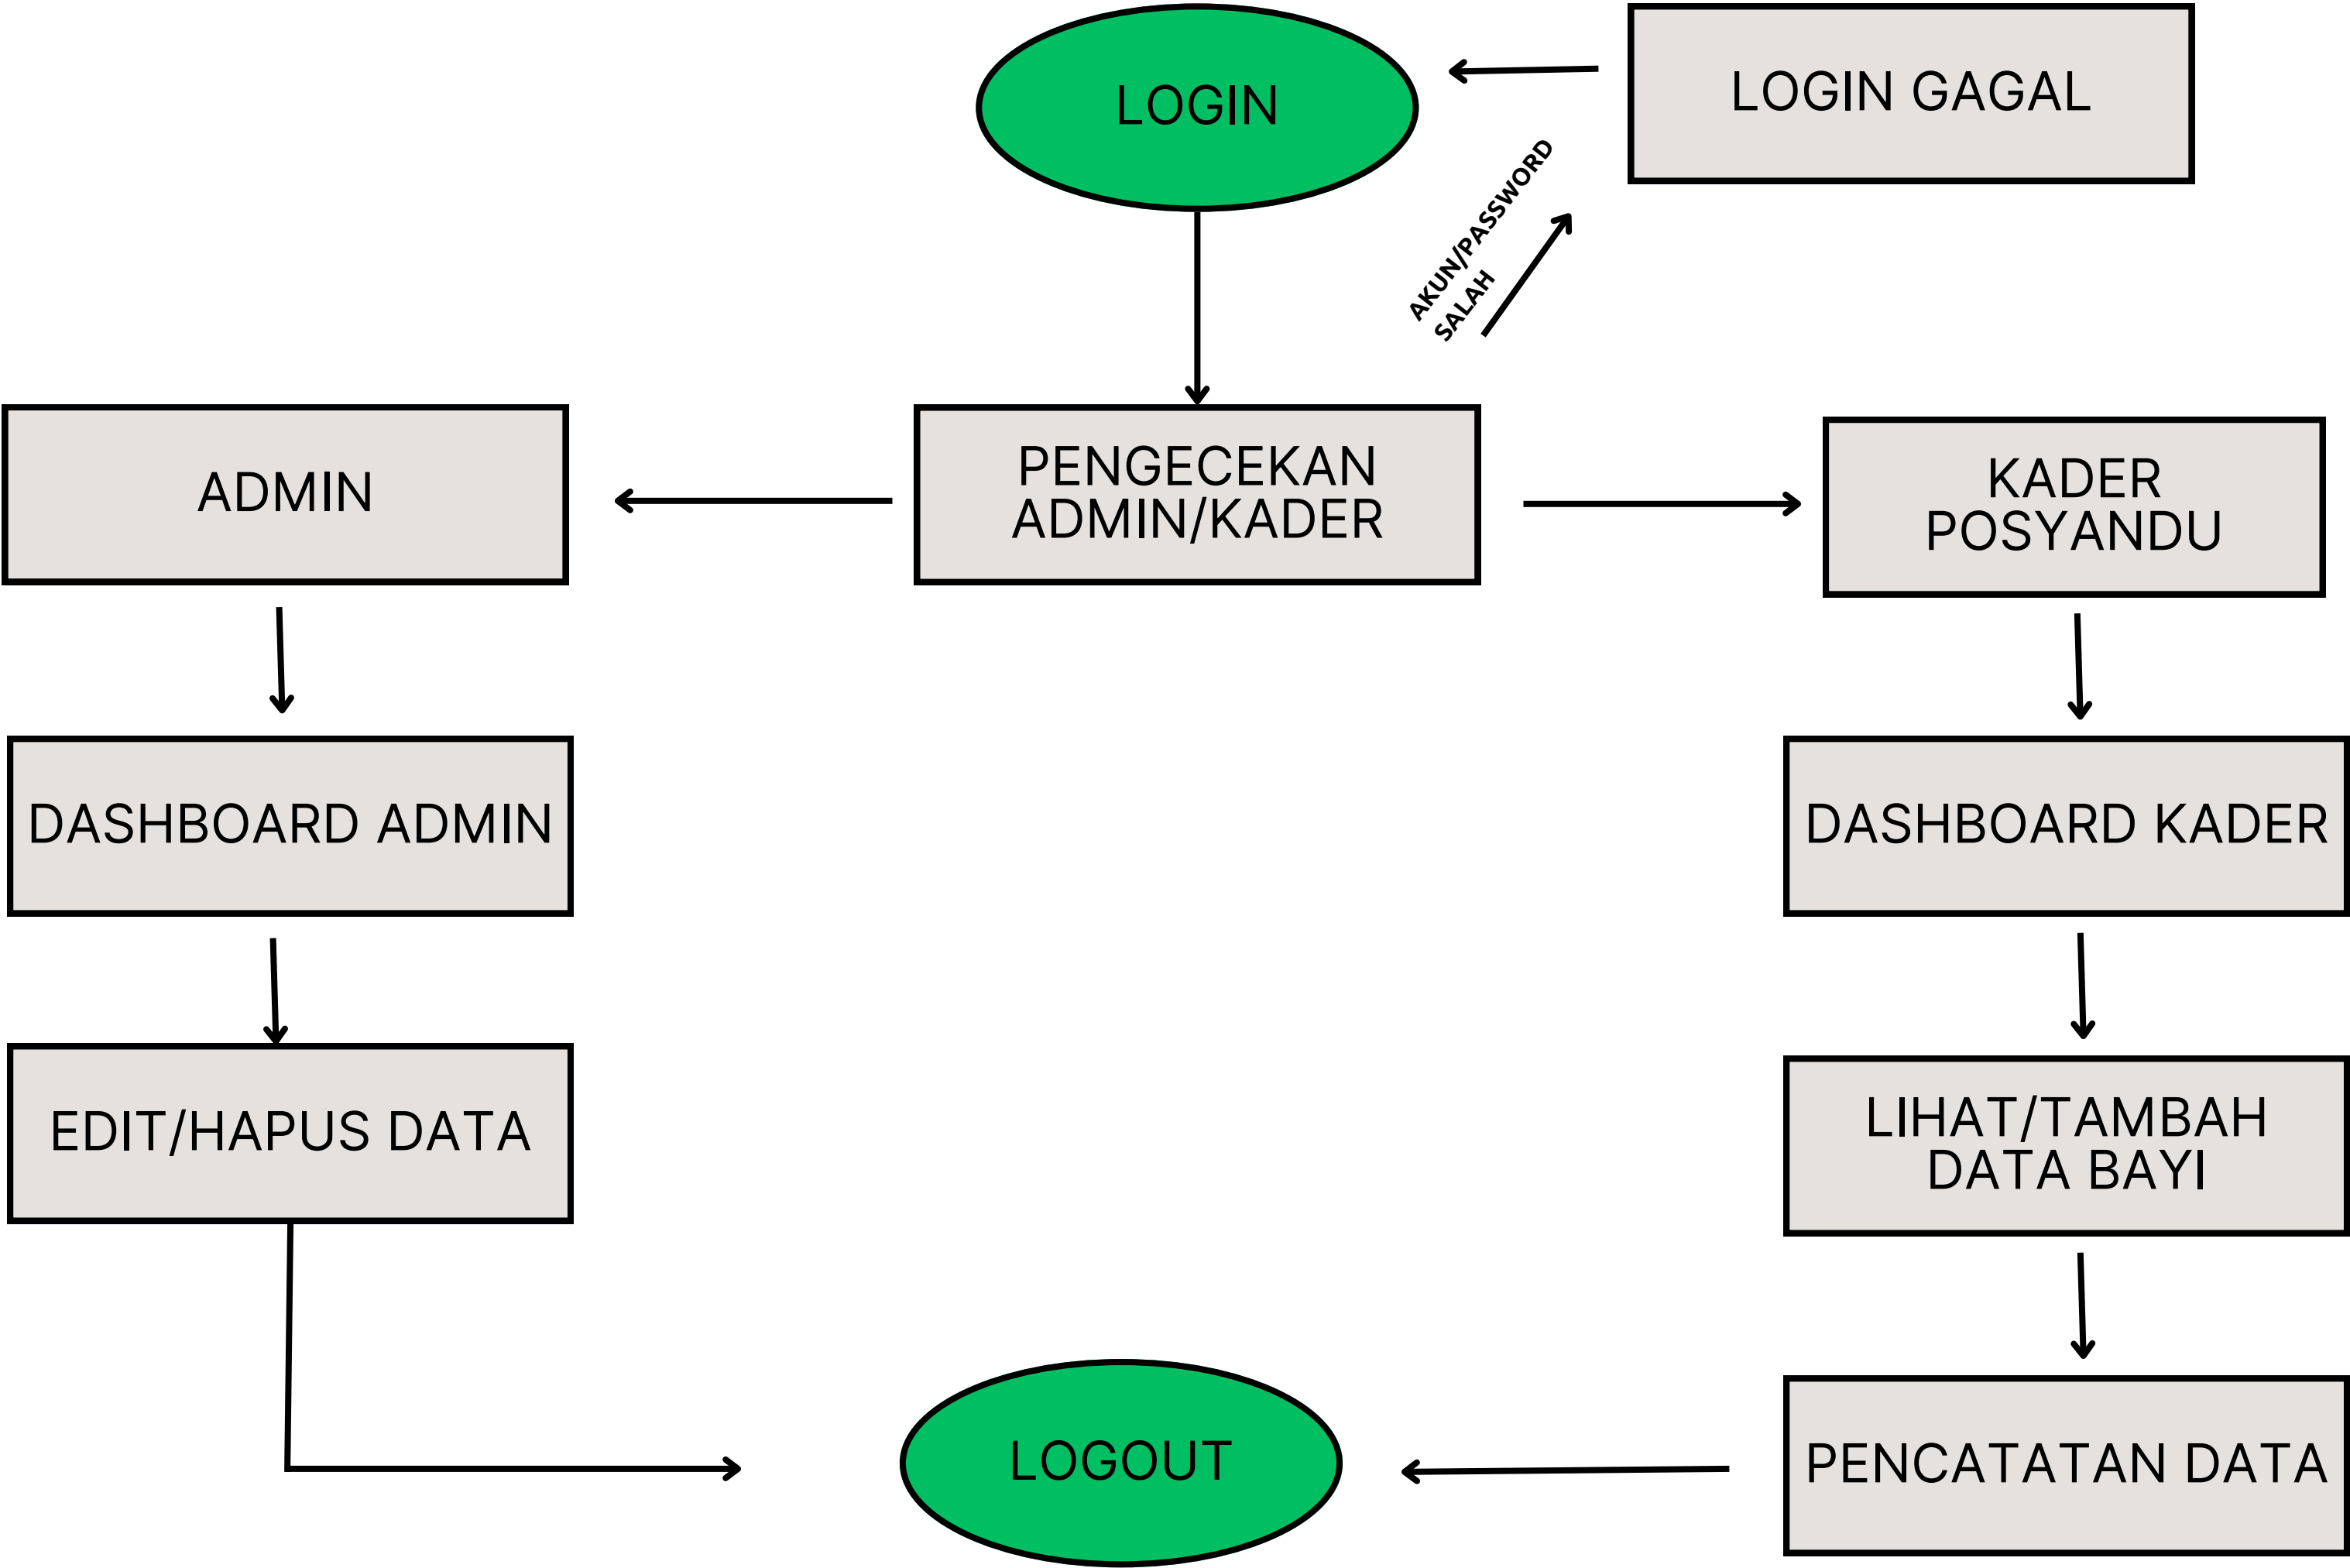 LOGIN
LOGIN GAGAL
AKUN/PASSWORD
SALAH
ADMIN
PENGECEKAN
ADMIN/KADER
KADER
POSYANDU
DASHBOARD ADMIN
DASHBOARD KADER
EDIT/HAPUS DATA
LIHAT/TAMBAH
DATA BAYI
LOGOUT
PENCATATAN DATA